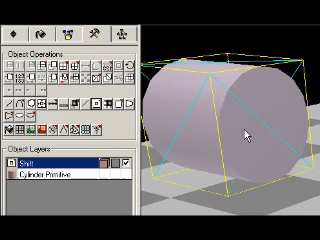 Object Operations
Object Layers
Shift
Cylinder Primitive